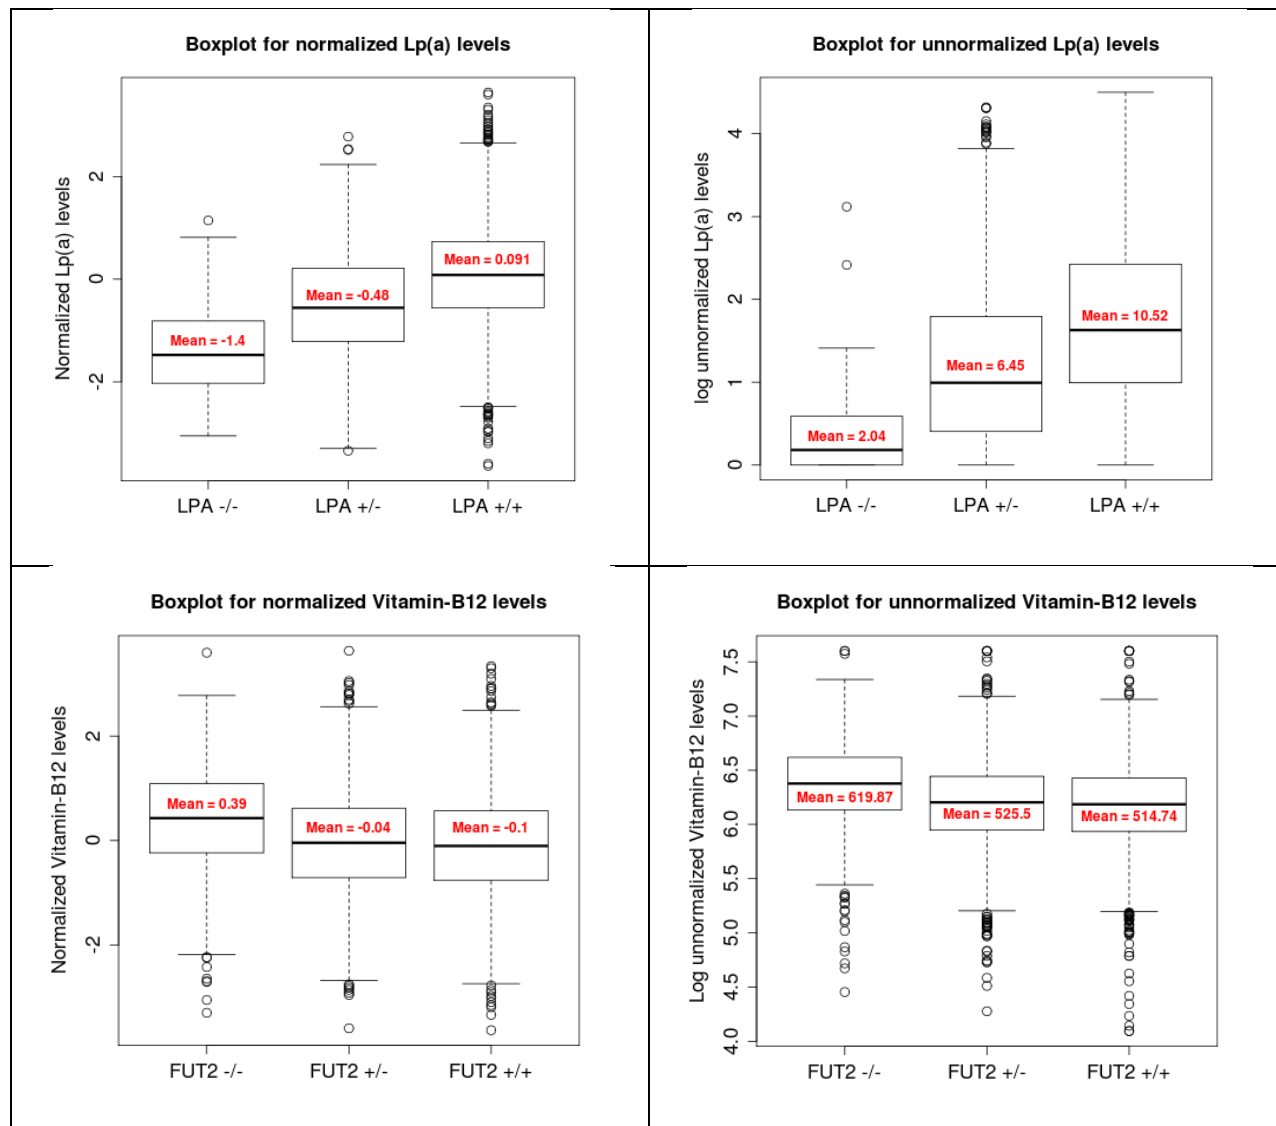 Boxplot for normalized Lp(a) levels
Normalized Lp(a) levels
2
0
-2
Mean = -1.4
Mean = -0.48
Mean = 0.091
LPA -/-
LPA +/-
LPA +/+
Boxplot for unnormalized Lp(a) levels
log unnormalized Lp(a) levels
4
3
2
1
0
Mean = 2.04
Mean = 6.45
Mean = 10.52
LPA -/-
LPA +/-
LPA +/+
Boxplot for normalized Vitamin-B12 levels
Normalized Vitamin-B12 levels
2
0
-2
Mean = 0.39
Mean = -0.04
Mean = -0.1
FUT2 -/-
FUT2 +/-
FUT2 +/+
Boxplot for unnormalized Vitamin-B12 levels
Log unnormalized Vitamin-B12 levels
7.5
7.0
6.5
6.0
5.5
5.0
4.5
4.0
Mean = 619.87
Mean = 525.5
Mean = 514.74
FUT2 -/-
FUT2 +/-
FUT2 +/+